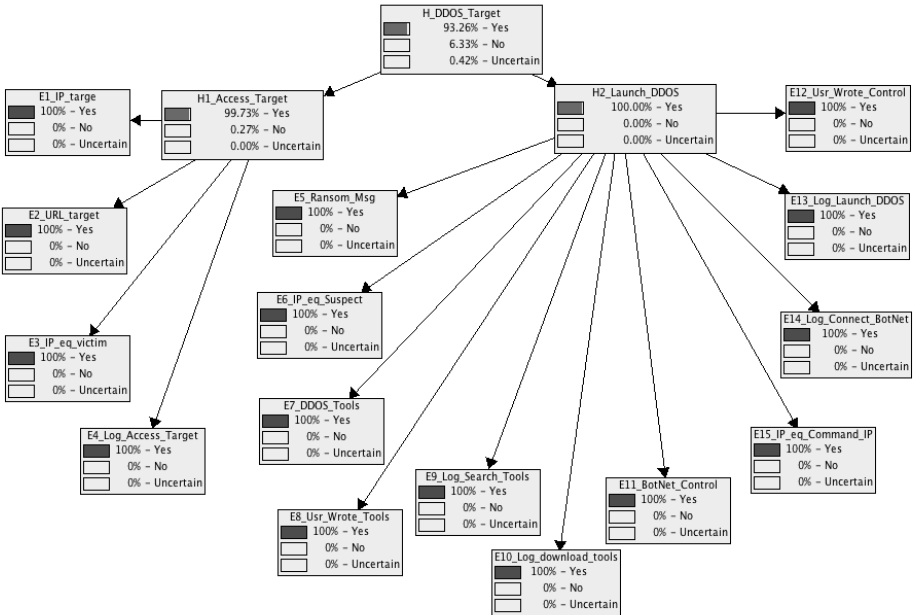 H_DDOS_Target
93.26% - Yes
6.33% - No
0.42% - Uncertain
E1_IP_targe
100% - Yes
0% - No
0% - Uncertain
H1_Access_Target
99.73% - Yes
0.27% - No
0.00% - Uncertain
H2_Launch_DDOS
100.00% - Yes
0.00% - No
0.00% - Uncertain
E12_Usr_Wrote_Control
100% - Yes
0% - No
0% - Uncertain
E2_URL_target
100% - Yes
0% - No
0% - Uncertain
E5_Ransom_Msg
100% - Yes
0% - No
0% - Uncertain
E13_Log_Launch_DDOS
100% - Yes
0% - No
0% - Uncertain
E6_IP_eq_Suspect
100% - Yes
0% - No
0% - Uncertain
E14_Log_Connect_BotNet
100% - Yes
0% - No
0% - Uncertain
E3_IP_eq_victim
100% - Yes
0% - No
0% - Uncertain
E7_DDOS_Tools
100% - Yes
0% - No
0% - Uncertain
E4_Log_Access_Target
100% - Yes
0% - No
0% - Uncertain
E15_IP_eq_Command_IP
100% - Yes
0% - No
0% - Uncertain
E9_Log_Search_Tools
100% - Yes
0% - No
0% - Uncertain
E11_BotNet_Control
100% - Yes
0% - No
0% - Uncertain
E8_Usr_Wrote_Tools
100% - Yes
0% - No
0% - Uncertain
E10_Log_download_tools
100% - Yes
0% - No
0% - Uncertain